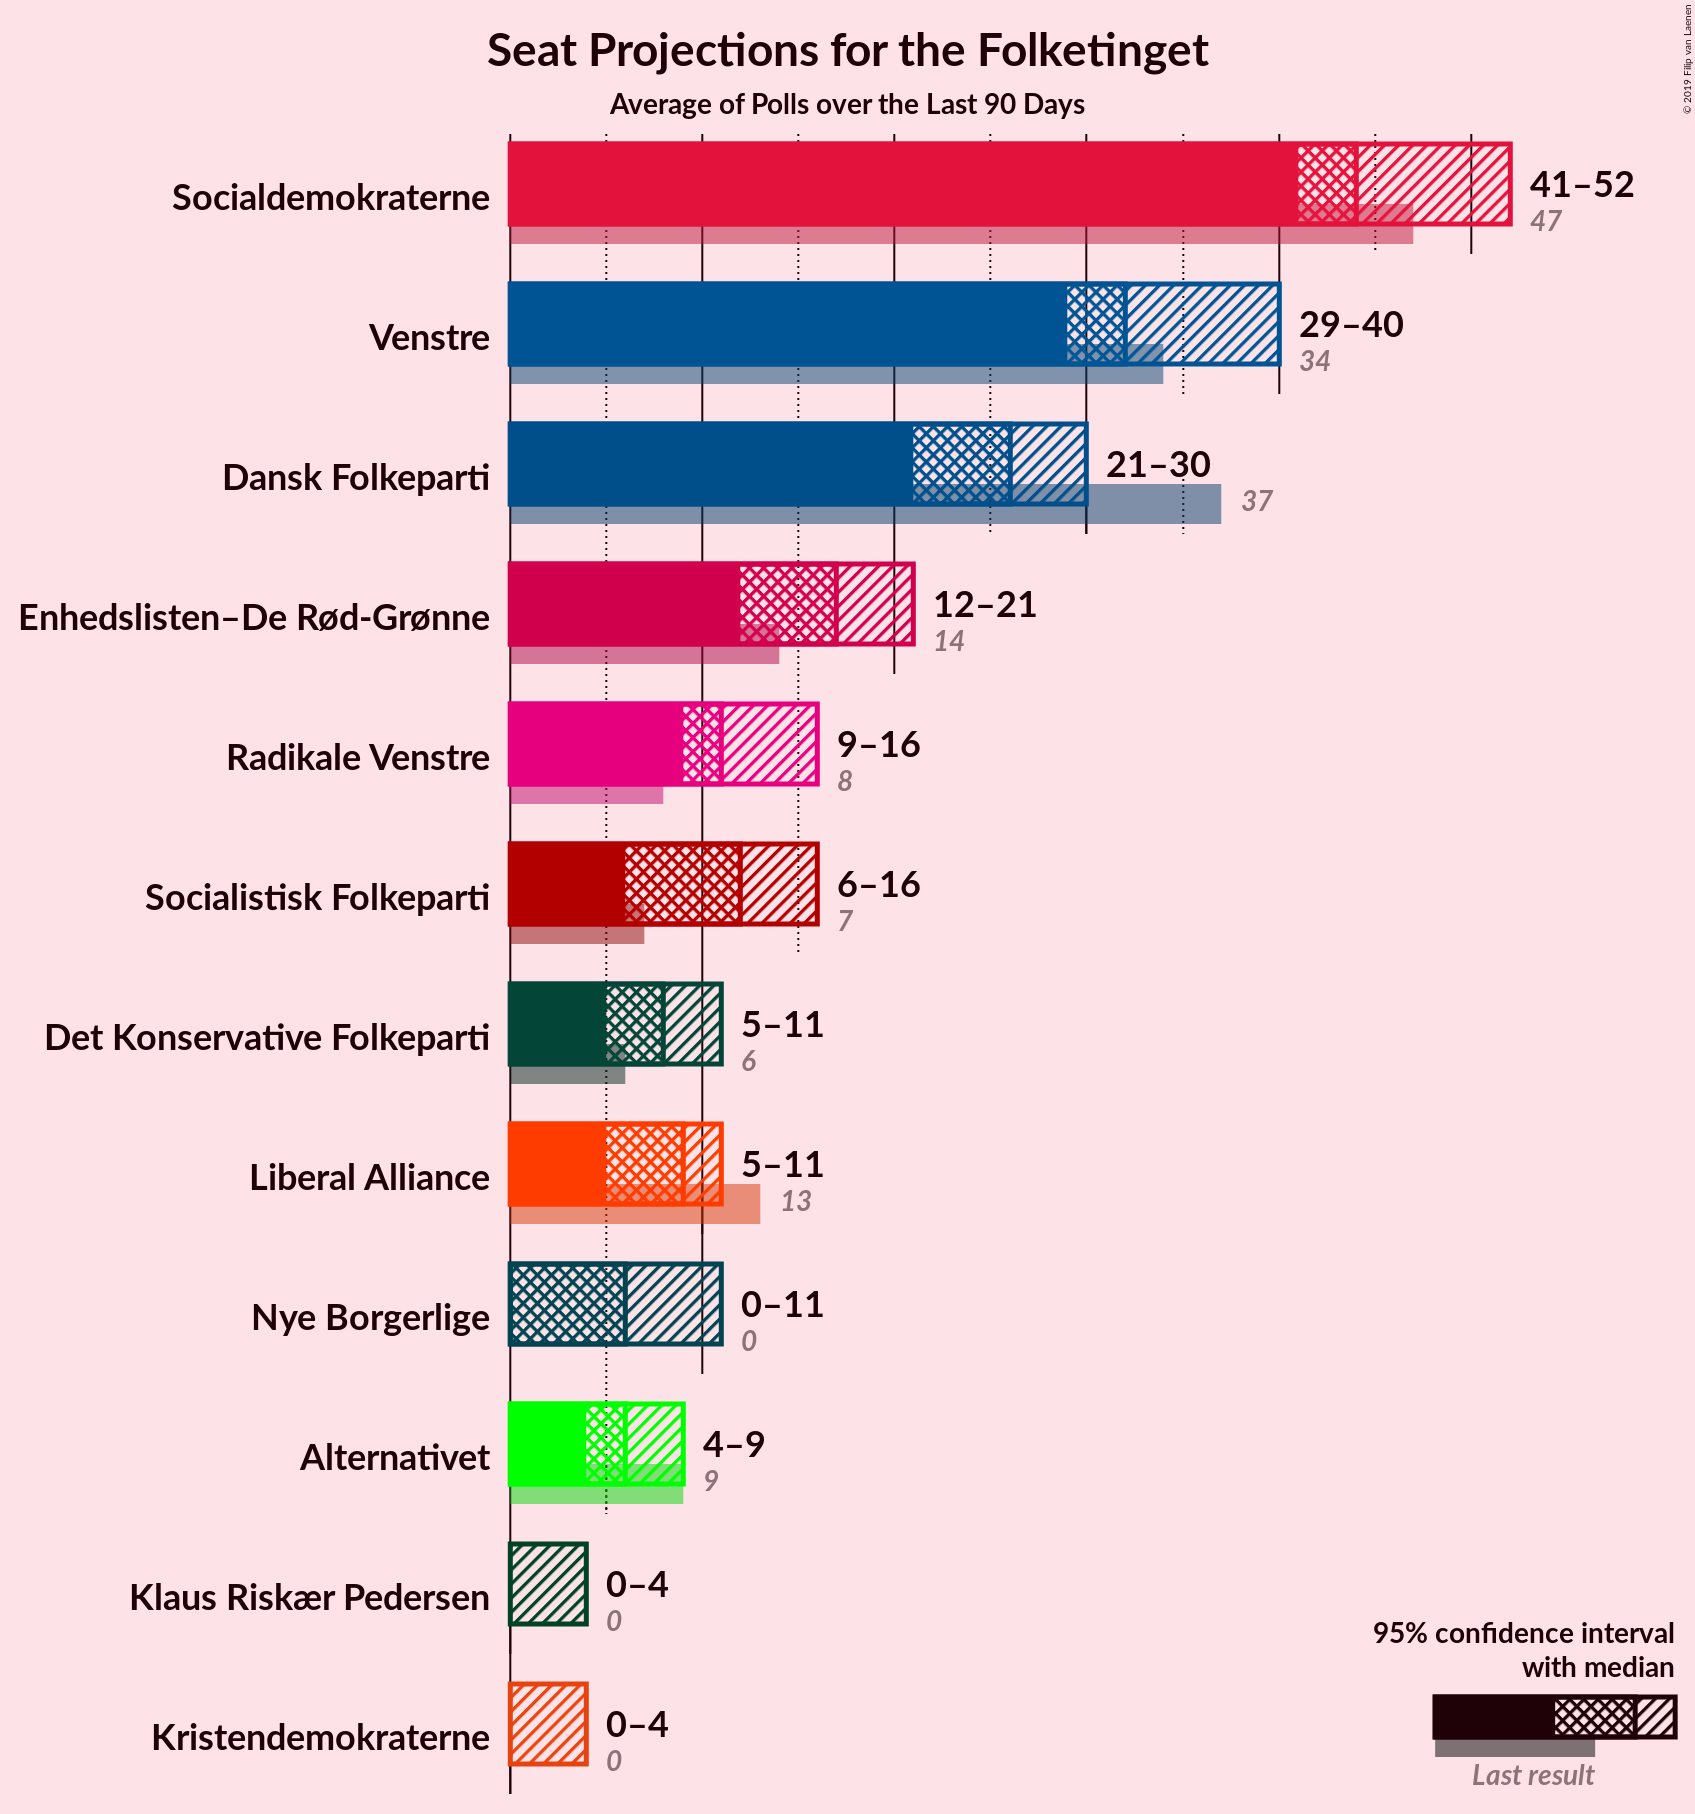 Seat Projections for the Folketinget
Average of Polls over the Last 90 Days
© 2019 Filip van Laenen
Socialdemokraterne
41–52
47
Venstre
29–40
34
Dansk Folkeparti
21–30
37
Enhedslisten–De Rød-Grønne
12–21
14
Radikale Venstre
9–16
8
Socialistisk Folkeparti
6–16
7
Det Konservative Folkeparti
5–11
6
Liberal Alliance
5–11
13
Nye Borgerlige
0–11
0
Alternativet
4–9
9
Klaus Riskær Pedersen
0–4
0
Kristendemokraterne
0–4
0
95% confidence interval
with median
Last result